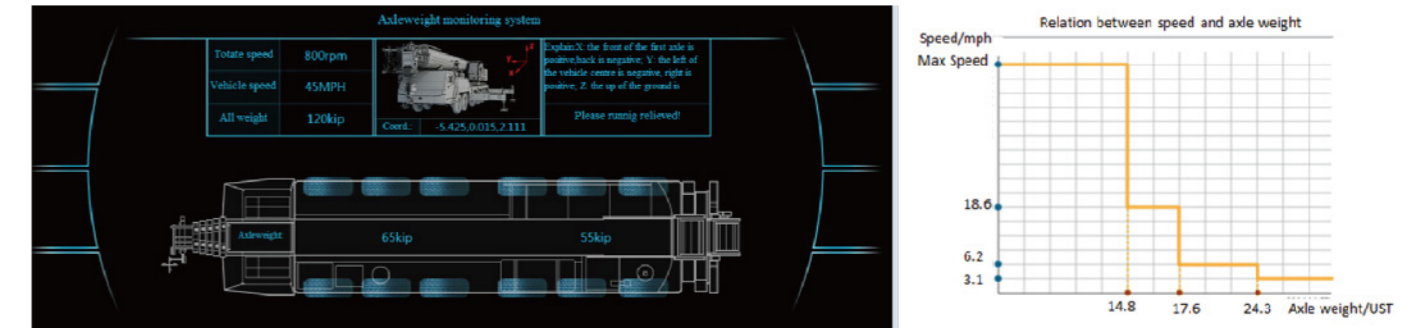 Axleweight monitoring system
Totate speed
800rpm
Vehicle speed
45MPH
All weight
120kip
Coord.:
-5.425,0.015,2.111
Explain:X: the front of the first axle is
positive,back is negative; Y: the left of
the vehicle centre is negative, right is
positive; Z: the up of the ground is
Please runnig relieved!
Axleweight
65kip
55kip
Relation between speed and axle weight
Speed/mph
Max Speed
18.6
6.2
3.1
14.8
17.6
24.3
Axle weight/UST